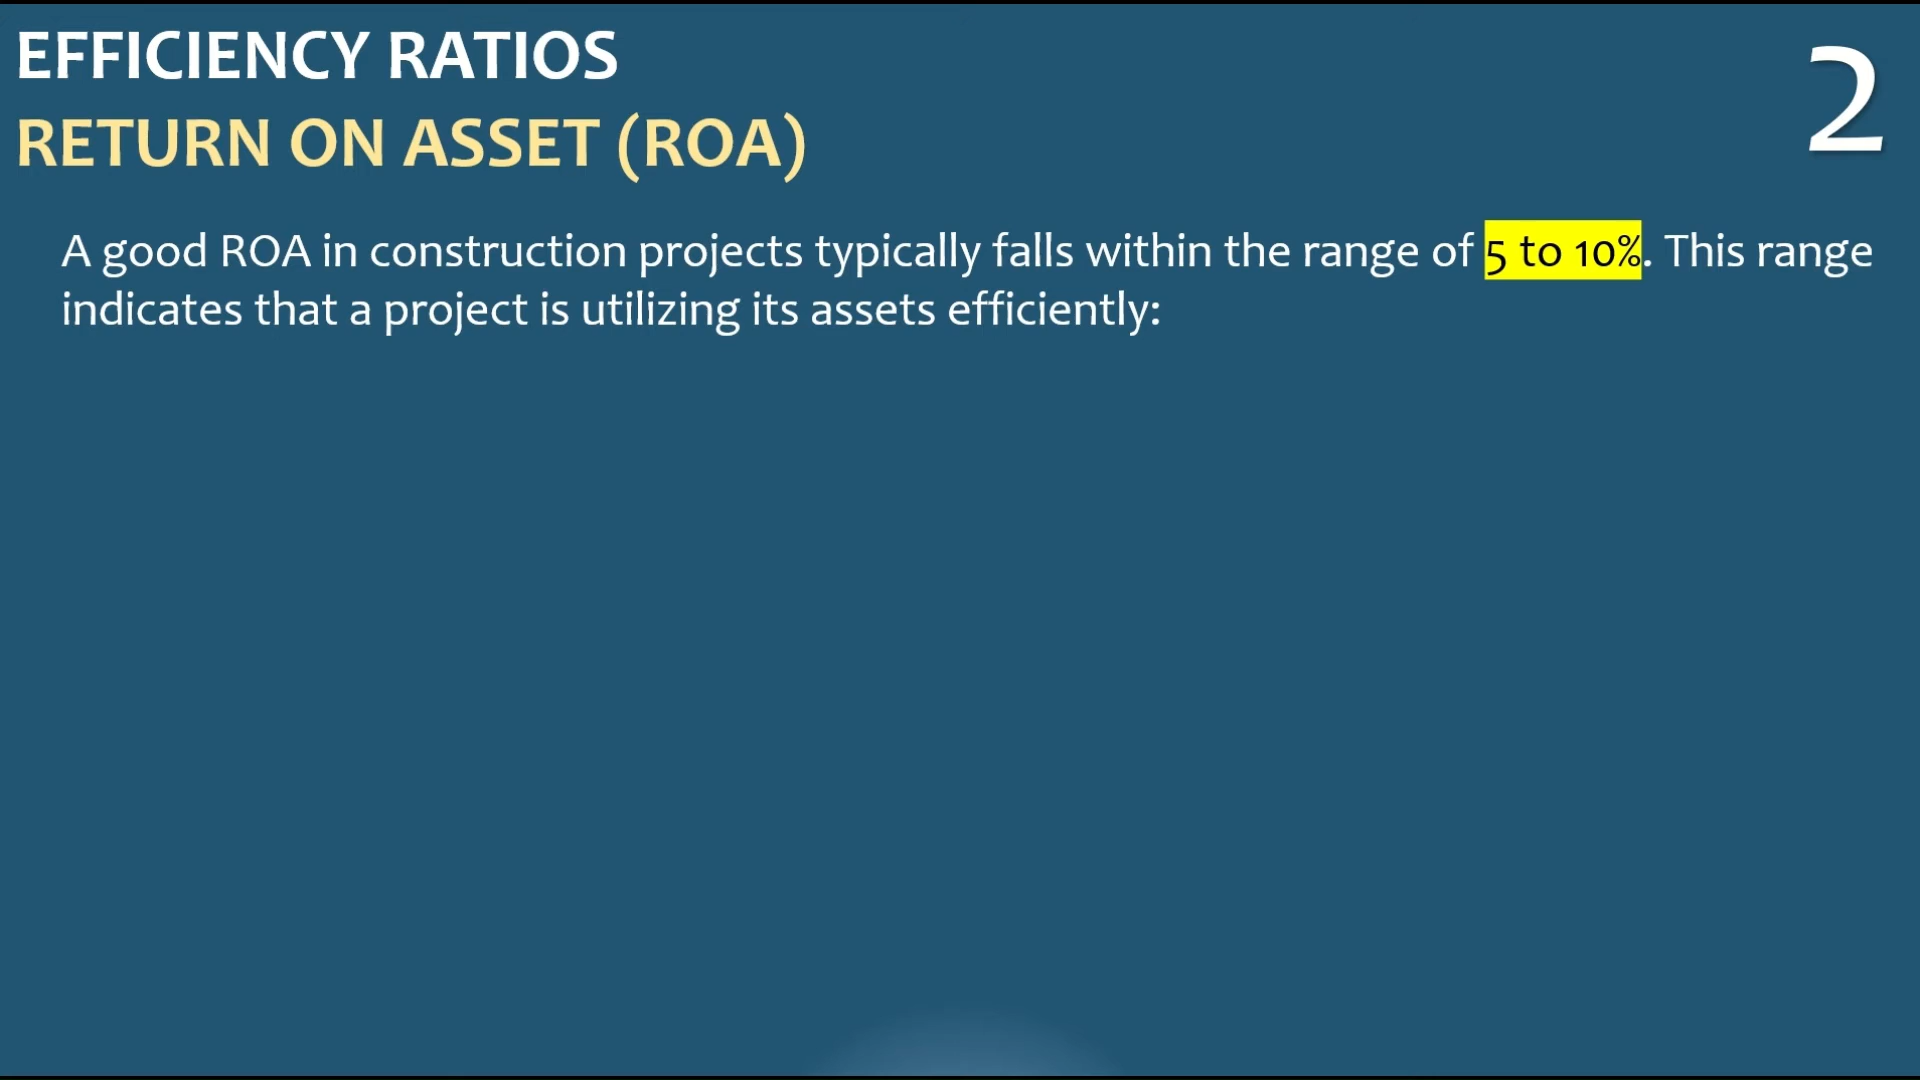 EFFICIENCY RATIOS
2
RETURN ON ASSET (ROA)
A good ROA in construction projects typically falls within the range of 5 to 10%. This range
indicates that a project is utilizing its assets efficiently: